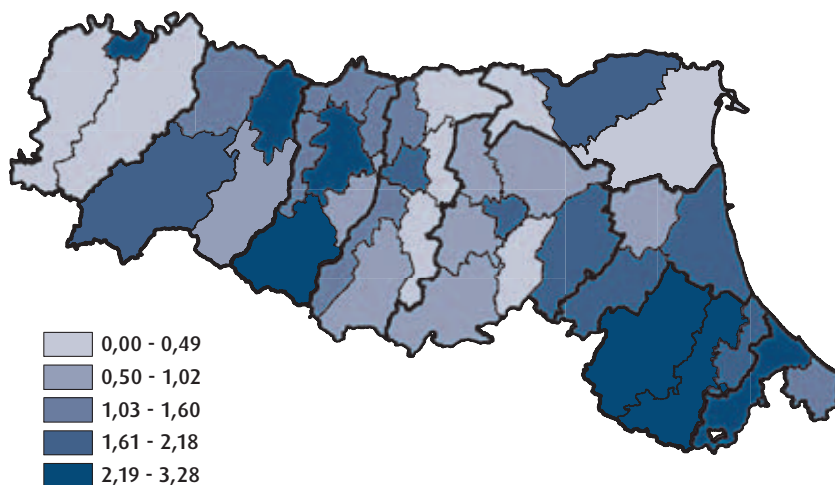 0,00 - 0,49
0,50 - 1,02
1,03 - 1,60
1,61 - 2,18
2,19 - 3,28